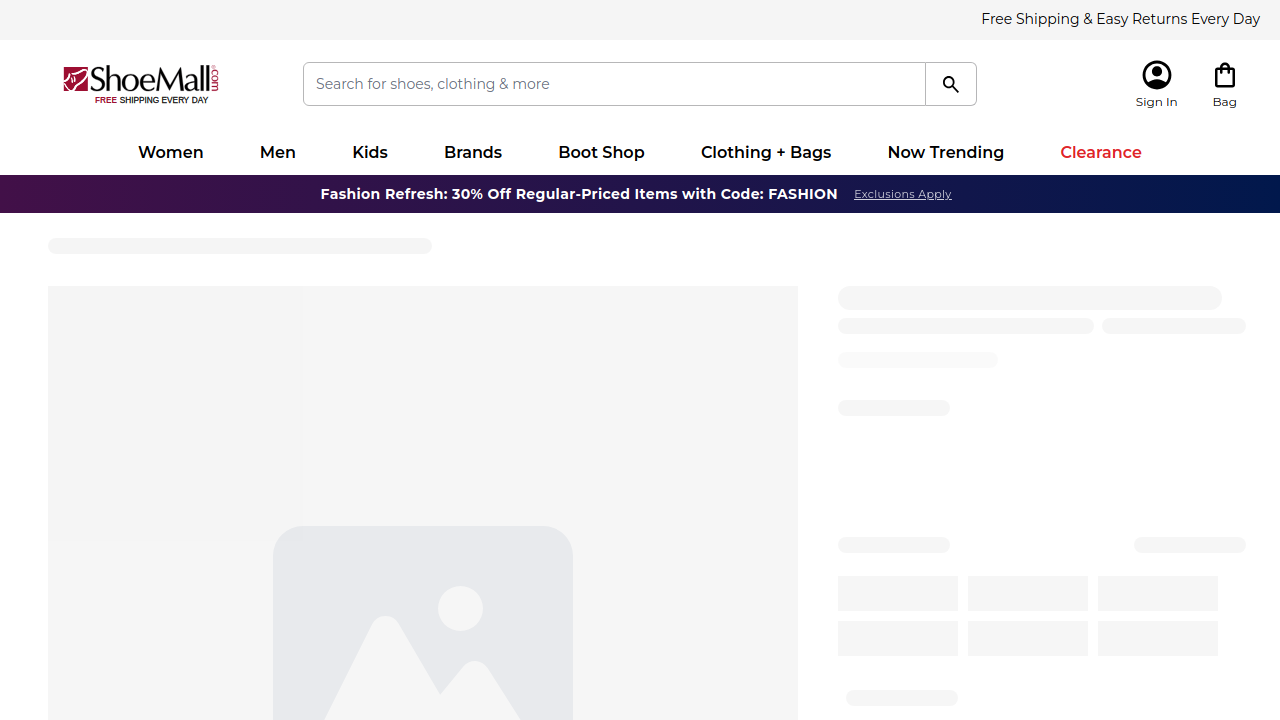 Free Shipping & Easy Returns Every Day
ShoeMall.com
FREE SHIPPING EVERY DAY
Search for shoes, clothing & more
Sign In
Bag
Women
Men
Kids
Brands
Boot Shop
Clothing + Bags
Now Trending
Clearance
Fashion Refresh: 30% Off Regular-Priced Items with Code: FASHION
Exclusions Apply